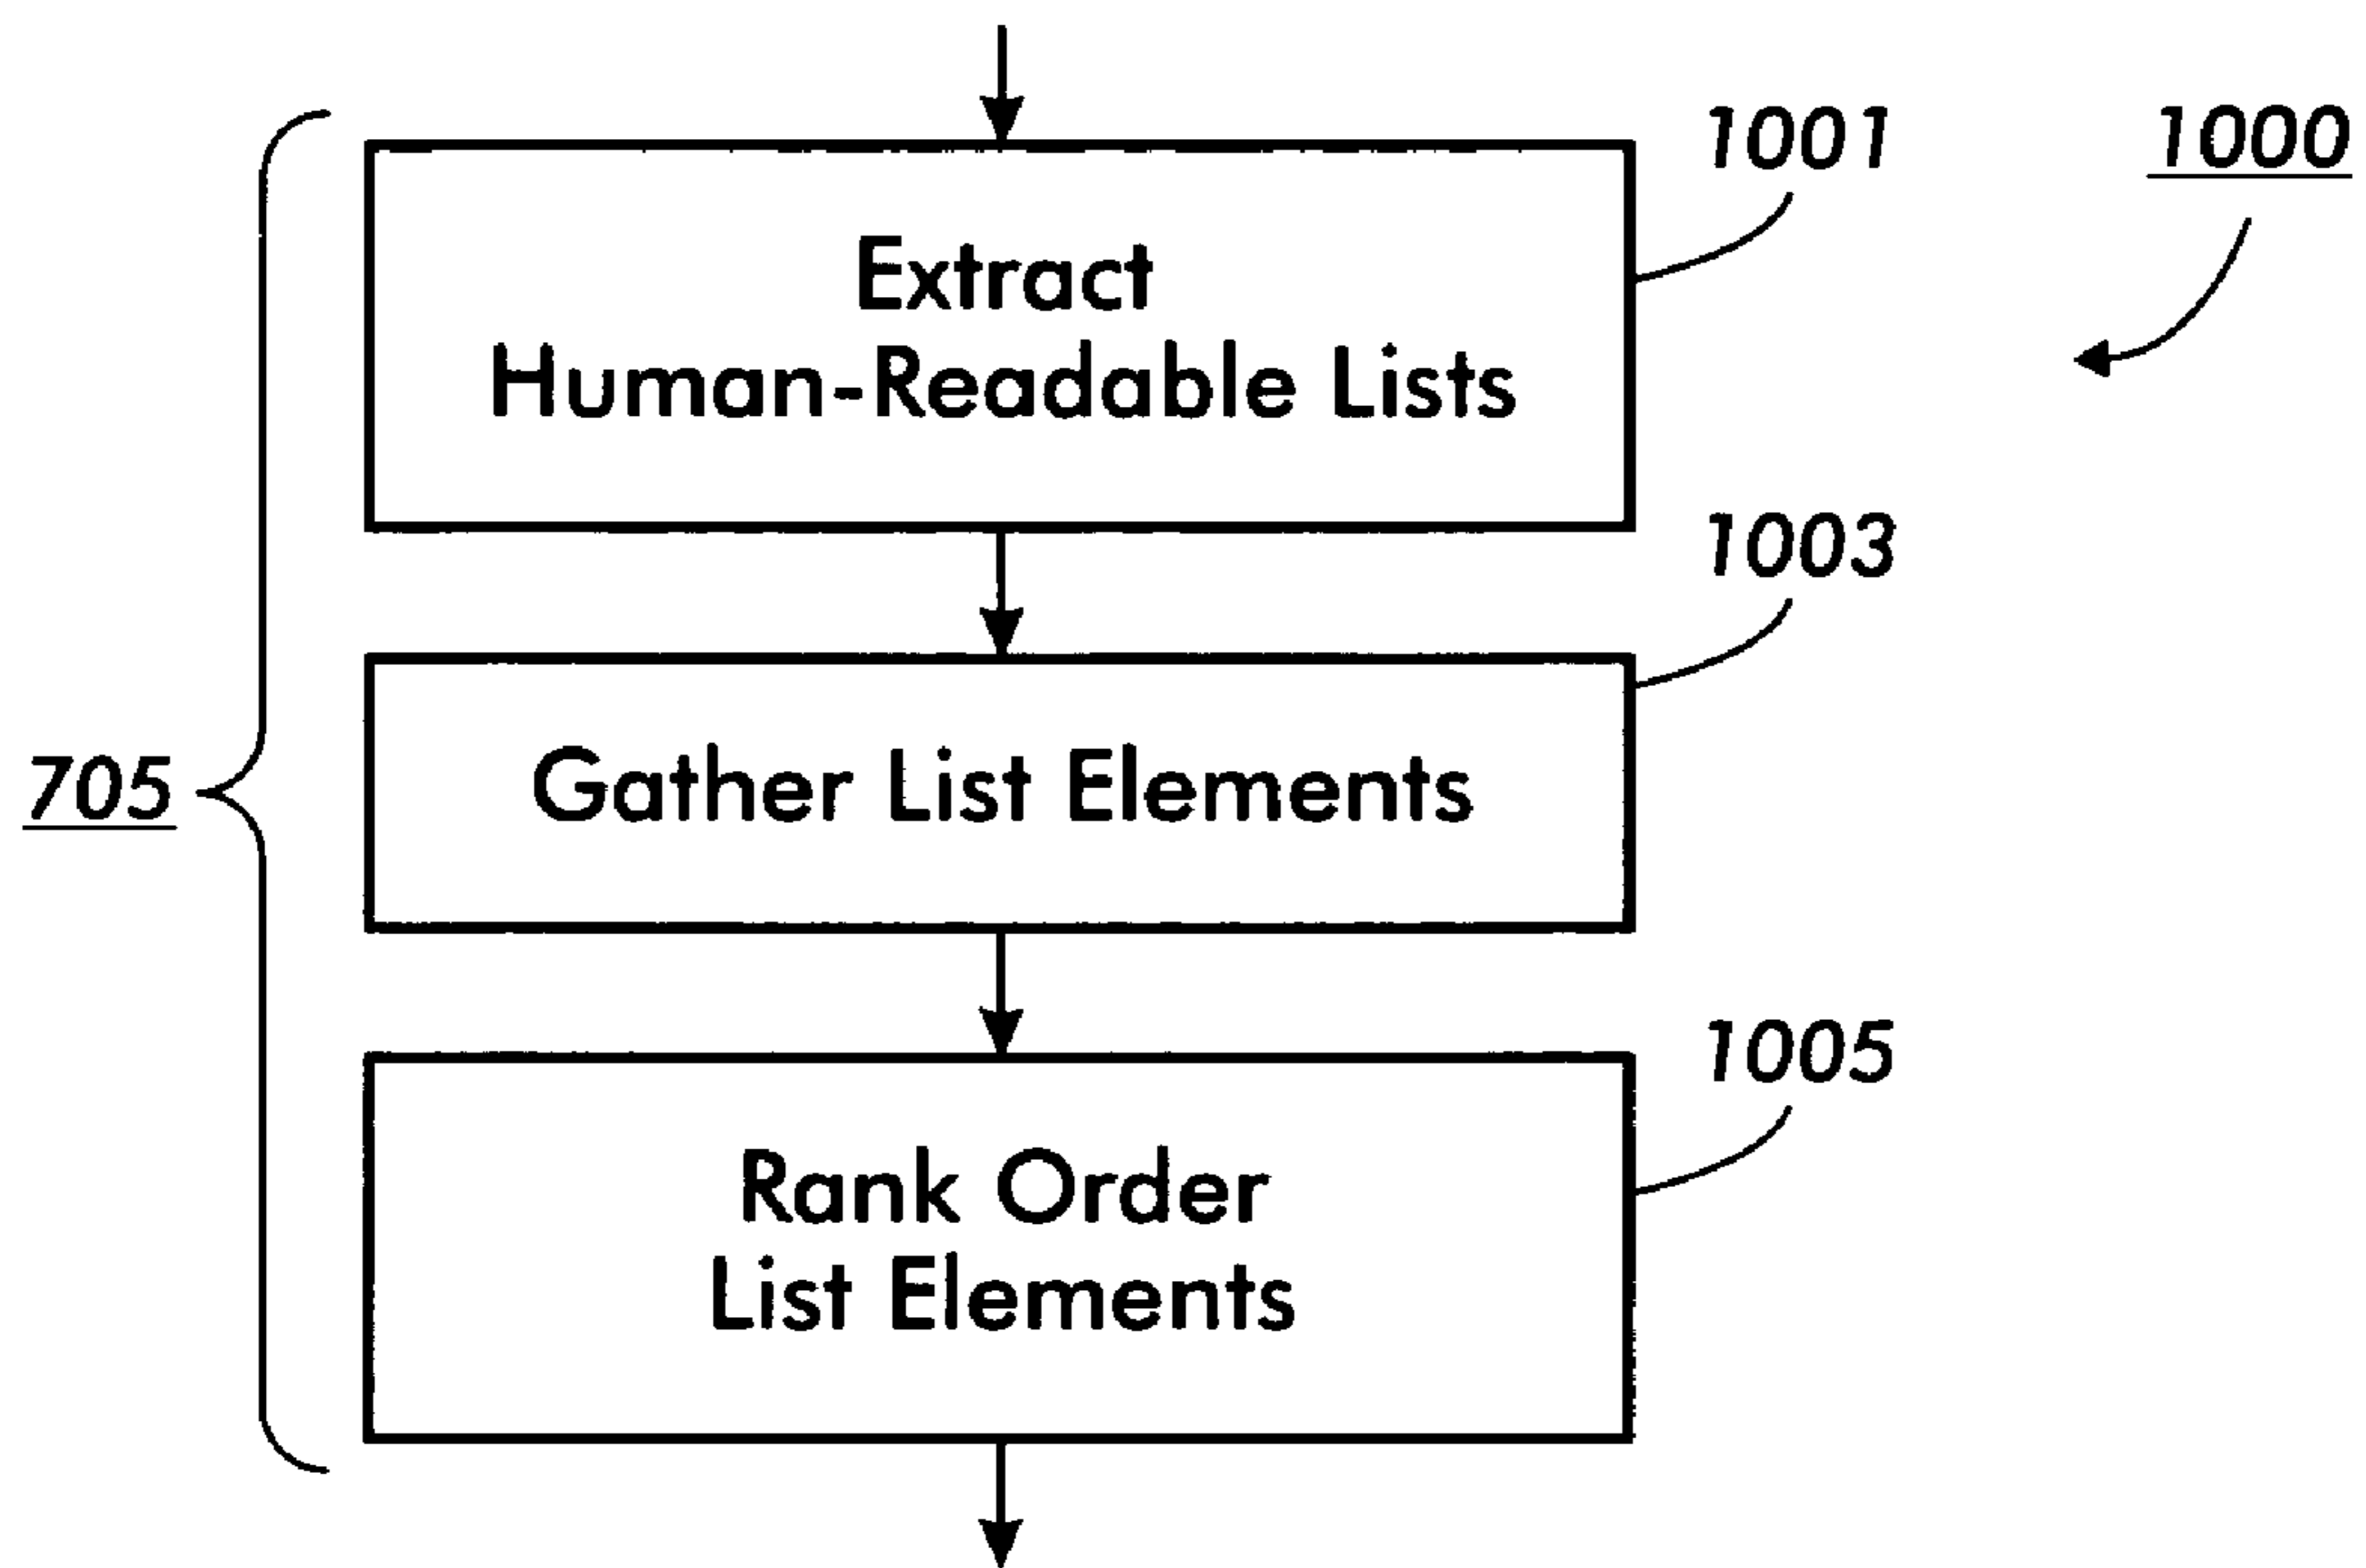 1001
1000
Extract
Human-Readable Lists
1003
705
Gather List Elements
1005
Rank Order
List Elements